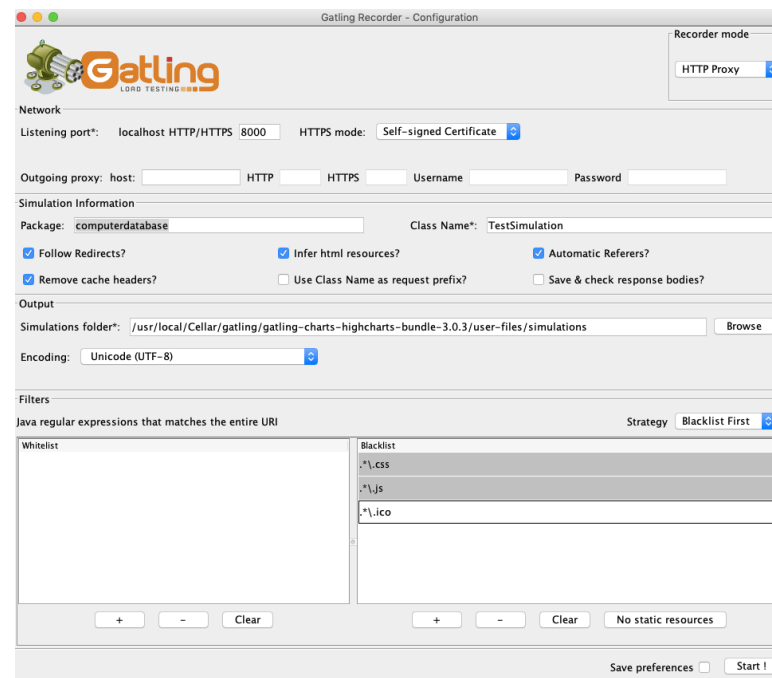 Gatling Recorder - Configuration
Gatling
LOAD TESTING
Recorder mode
HTTP Proxy
Network
Listening port*: localhost HTTP/HTTPS 8000 HTTPS mode: Self-signed Certificate
Outgoing proxy: host: HTTP HTTPS Username Password
Simulation Information
Package: computerdatabase Class Name*: TestSimulation
Follow Redirects? Infer html resources? Automatic Referers?
Remove cache headers? Use Class Name as request prefix? Save & check response bodies?
Output
Simulations folder*: /usr/local/Cellar/gatling/gatling-charts-highcharts-bundle-3.0.3/user-files/simulations Browse
Encoding: Unicode (UTF-8)
Filters
Java regular expressions that matches the entire URI Strategy Blacklist First
Whitelist Blacklist
.*\.css
.*\.js
.*\.ico
+ - Clear + - Clear No static resources
Save preferences Start !